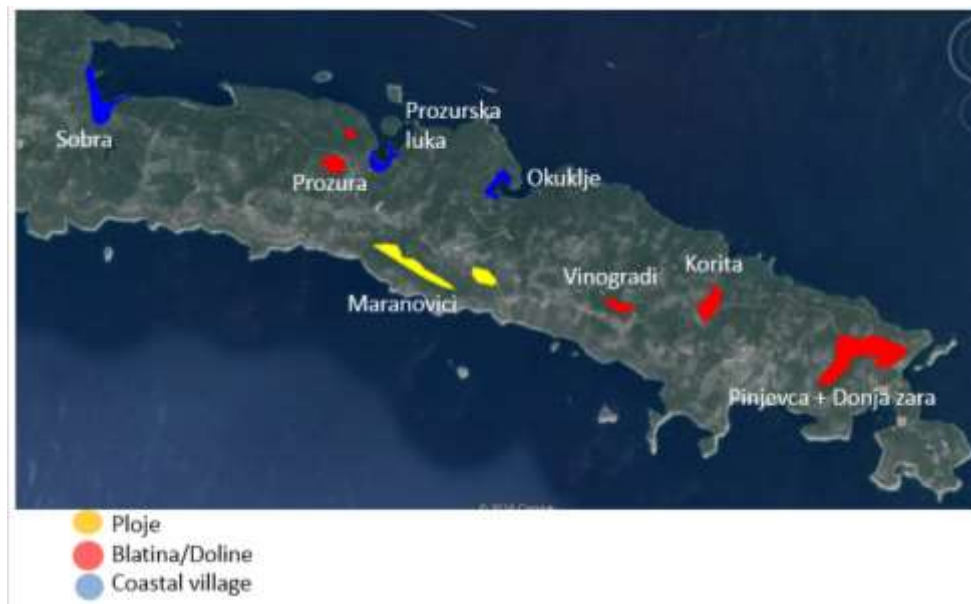 Prozurska
luka
Sobra
Prozura
Okuklje
Vinogradi
Korita
Maranovici
Pinjevca + Donja zara
Ploje
Blatina/Doline
Coastal village